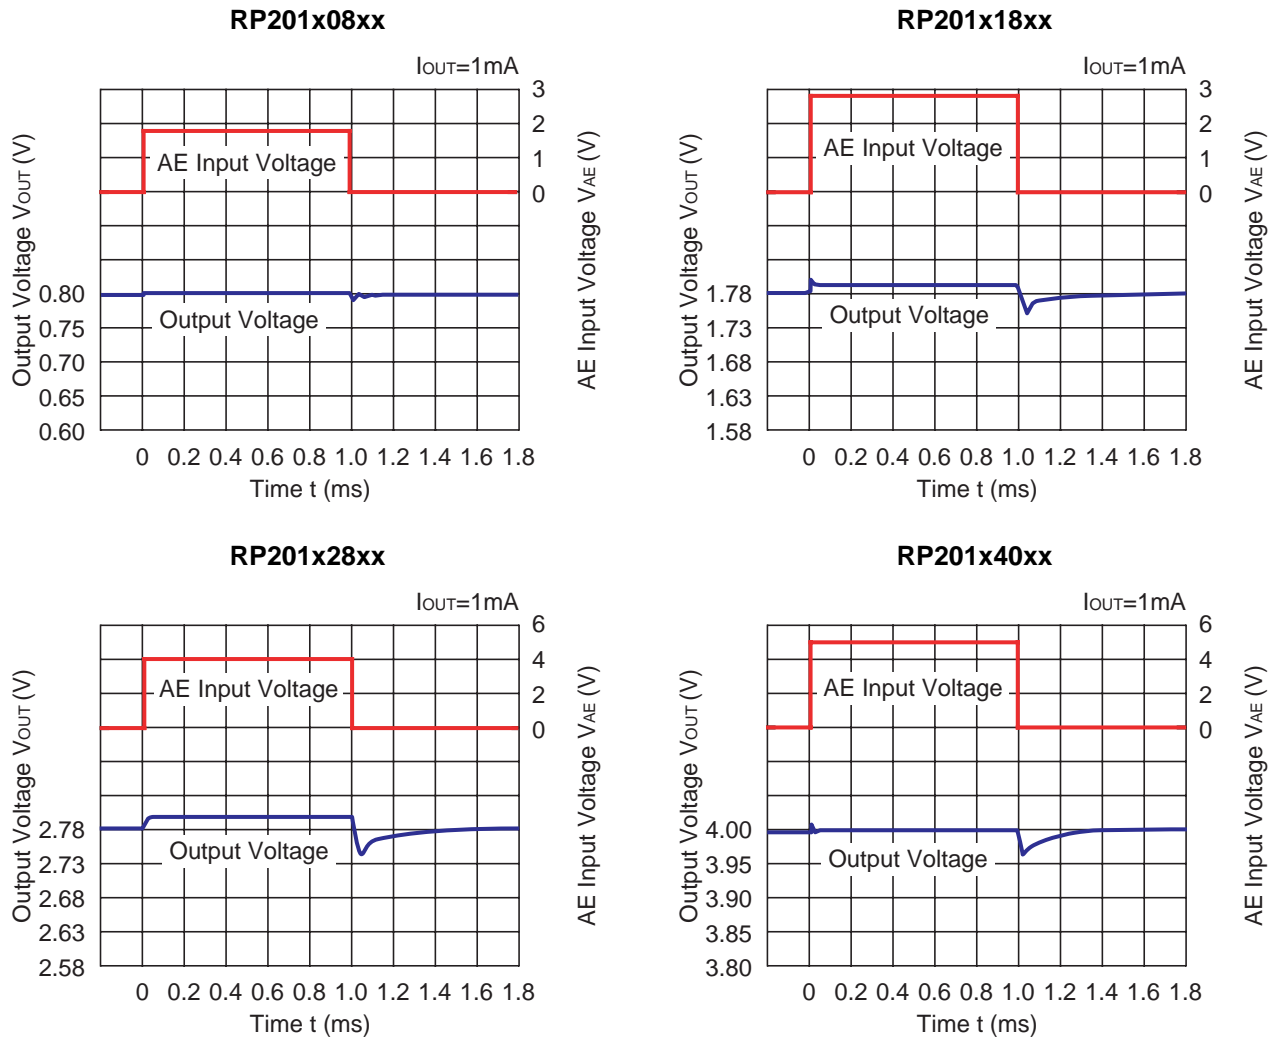 RP201x08xx
IOUT=1mA
Output Voltage VOUT (V)
0.80
0.75
0.70
0.65
0.60
AE Input Voltage
Output Voltage
3
2
1
0
AE Input Voltage VAE (V)
0 0.2 0.4 0.6 0.8 1.0 1.2 1.4 1.6 1.8
Time t (ms)
RP201x18xx
IOUT=1mA
Output Voltage VOUT (V)
1.78
1.73
1.68
1.63
1.58
AE Input Voltage
Output Voltage
3
2
1
0
AE Input Voltage VAE (V)
0 0.2 0.4 0.6 0.8 1.0 1.2 1.4 1.6 1.8
Time t (ms)
RP201x28xx
IOUT=1mA
Output Voltage VOUT (V)
2.78
2.73
2.68
2.63
2.58
AE Input Voltage
Output Voltage
6
4
2
0
AE Input Voltage VAE (V)
0 0.2 0.4 0.6 0.8 1.0 1.2 1.4 1.6 1.8
Time t (ms)
RP201x40xx
IOUT=1mA
Output Voltage VOUT (V)
4.00
3.95
3.90
3.85
3.80
AE Input Voltage
Output Voltage
6
4
2
0
AE Input Voltage VAE (V)
0 0.2 0.4 0.6 0.8 1.0 1.2 1.4 1.6 1.8
Time t (ms)